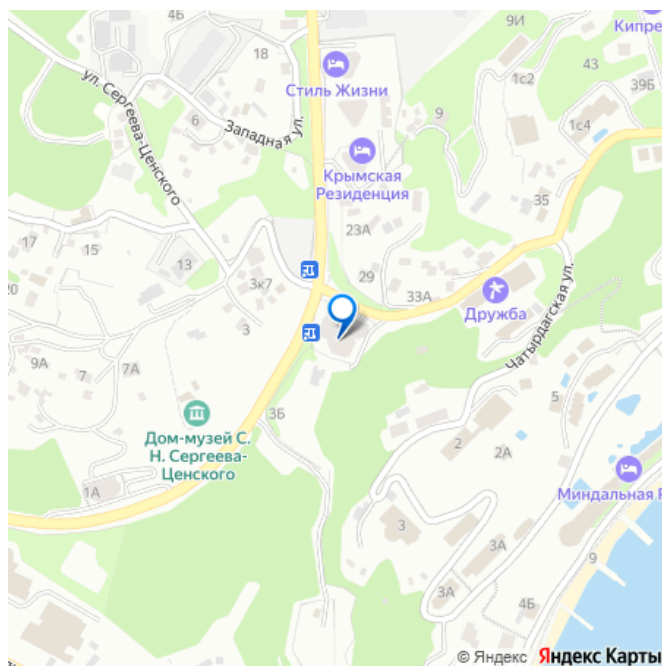 4Б
9И
Кипре
18
43
1с2
39Б
Стиль Жизни
ул. Сергеева-Ценского
6
Западная ул.
9
1с4
Крымская
Резиденция
35
23А
17
15
13
29
20
3к7
33А
Дружба
Чатырдагская ул.
3
9А
7
7А
5
3Б
Дом-музей С.
Н. Сергеева-
Ценского
2
2А
1А
Миндальная Р
3
3А
9
3А
4Б
© Яндекс Яндекс Карты